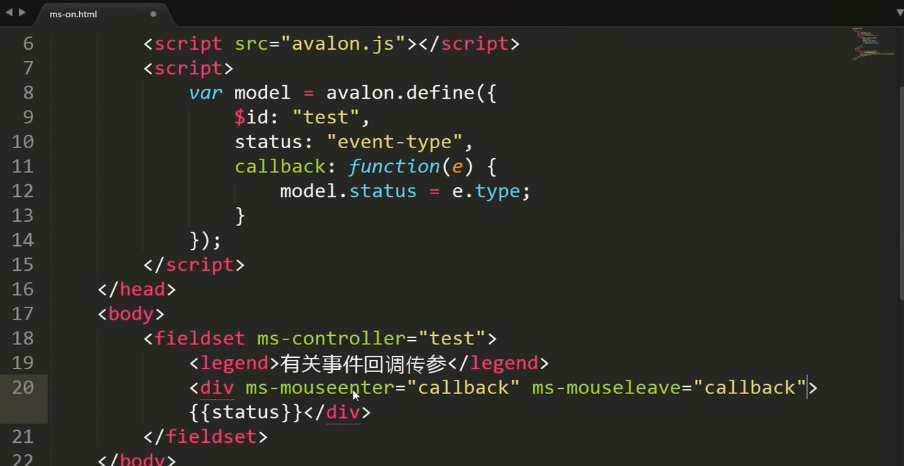 ms-on.html
6 <script src="avalon.js"></script>
7 <script>
8 var model = avalon.define({
9 $id: "test",
10 status: "event-type",
11 callback: function(e) {
12 model.status = e.type;
13 }
14 });
15 </script>
16 </head>
17 <body>
18 <fieldset ms-controller="test">
19 <legend>有关事件回调传参</legend>
20 <div ms-mouseenter="callback" ms-mouseleave="callback">
{{status}}</div>
21 </fieldset>
22 </body>